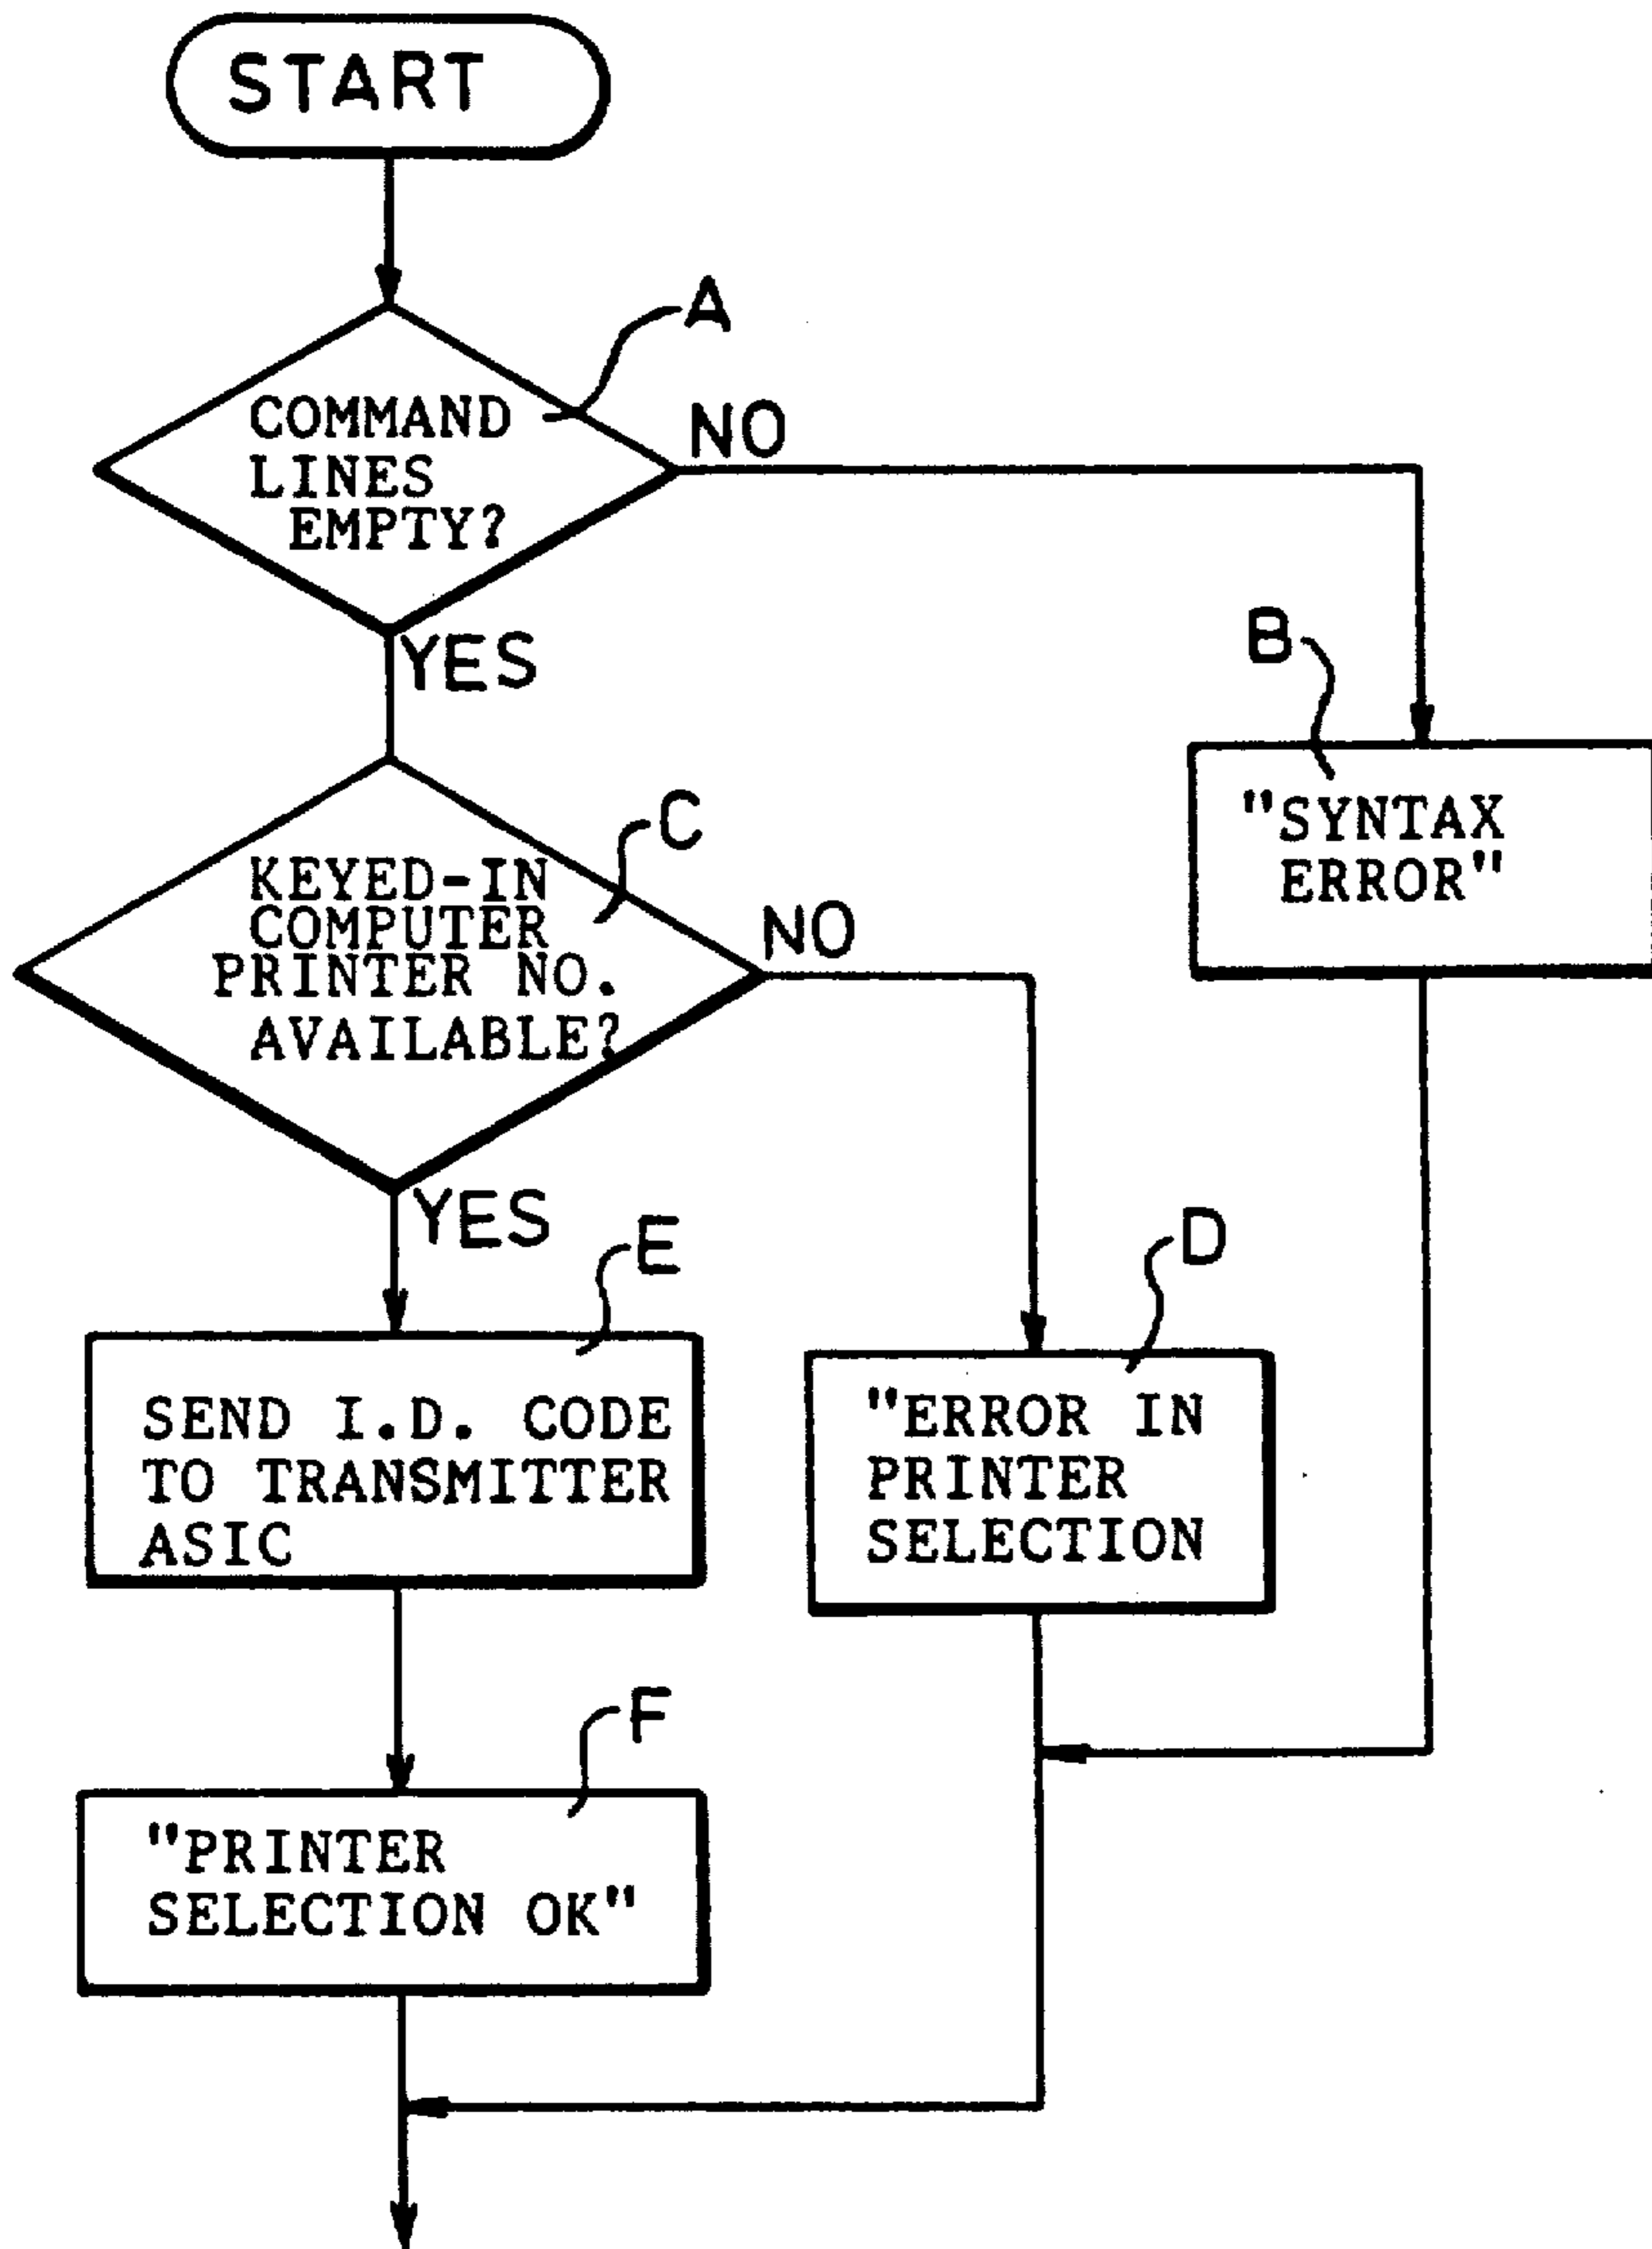 START
A
COMMAND
LINES
EMPTY?
NO
YES
B
"SYNTAX
ERROR"
C
KEYED-IN
COMPUTER
PRINTER NO.
AVAILABLE?
NO
YES
E
SEND I.D. CODE
TO TRANSMITTER
ASIC
D
"ERROR IN
PRINTER
SELECTION
F
"PRINTER
SELECTION OK"